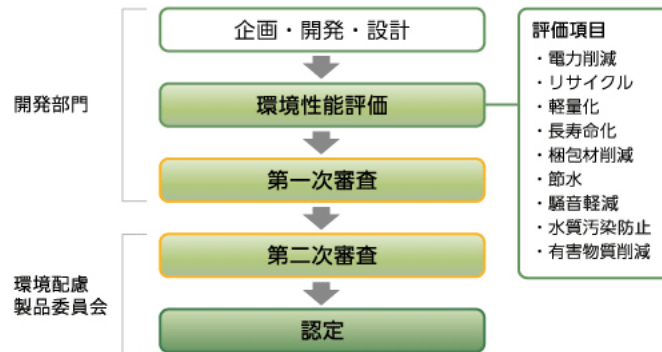 企画・開発・設計
開発部門
環境性能評価
第一次審査
第二次審査
環境配慮
製品委員会
認定
評価項目
・電力削減
・リサイクル
・軽量化
・長寿命化
・梱包材削減
・節水
・騒音軽減
・水質汚染防止
・有害物質削減